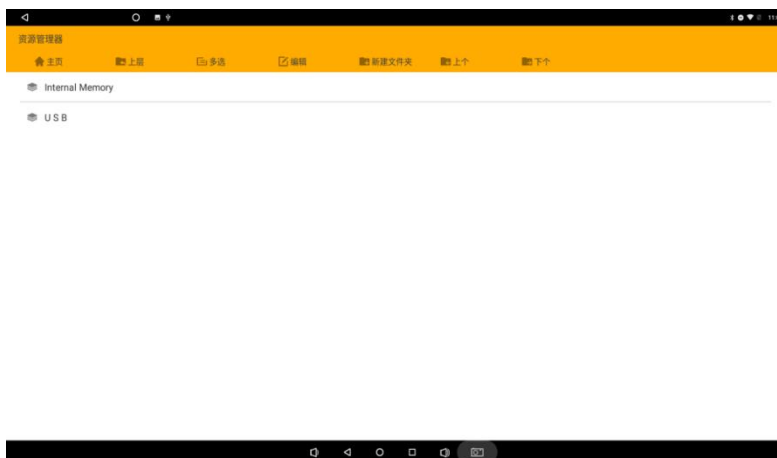 资源管理器
主页 上层 多选 编辑 新建文件夹 上个 下个
Internal Memory
USB